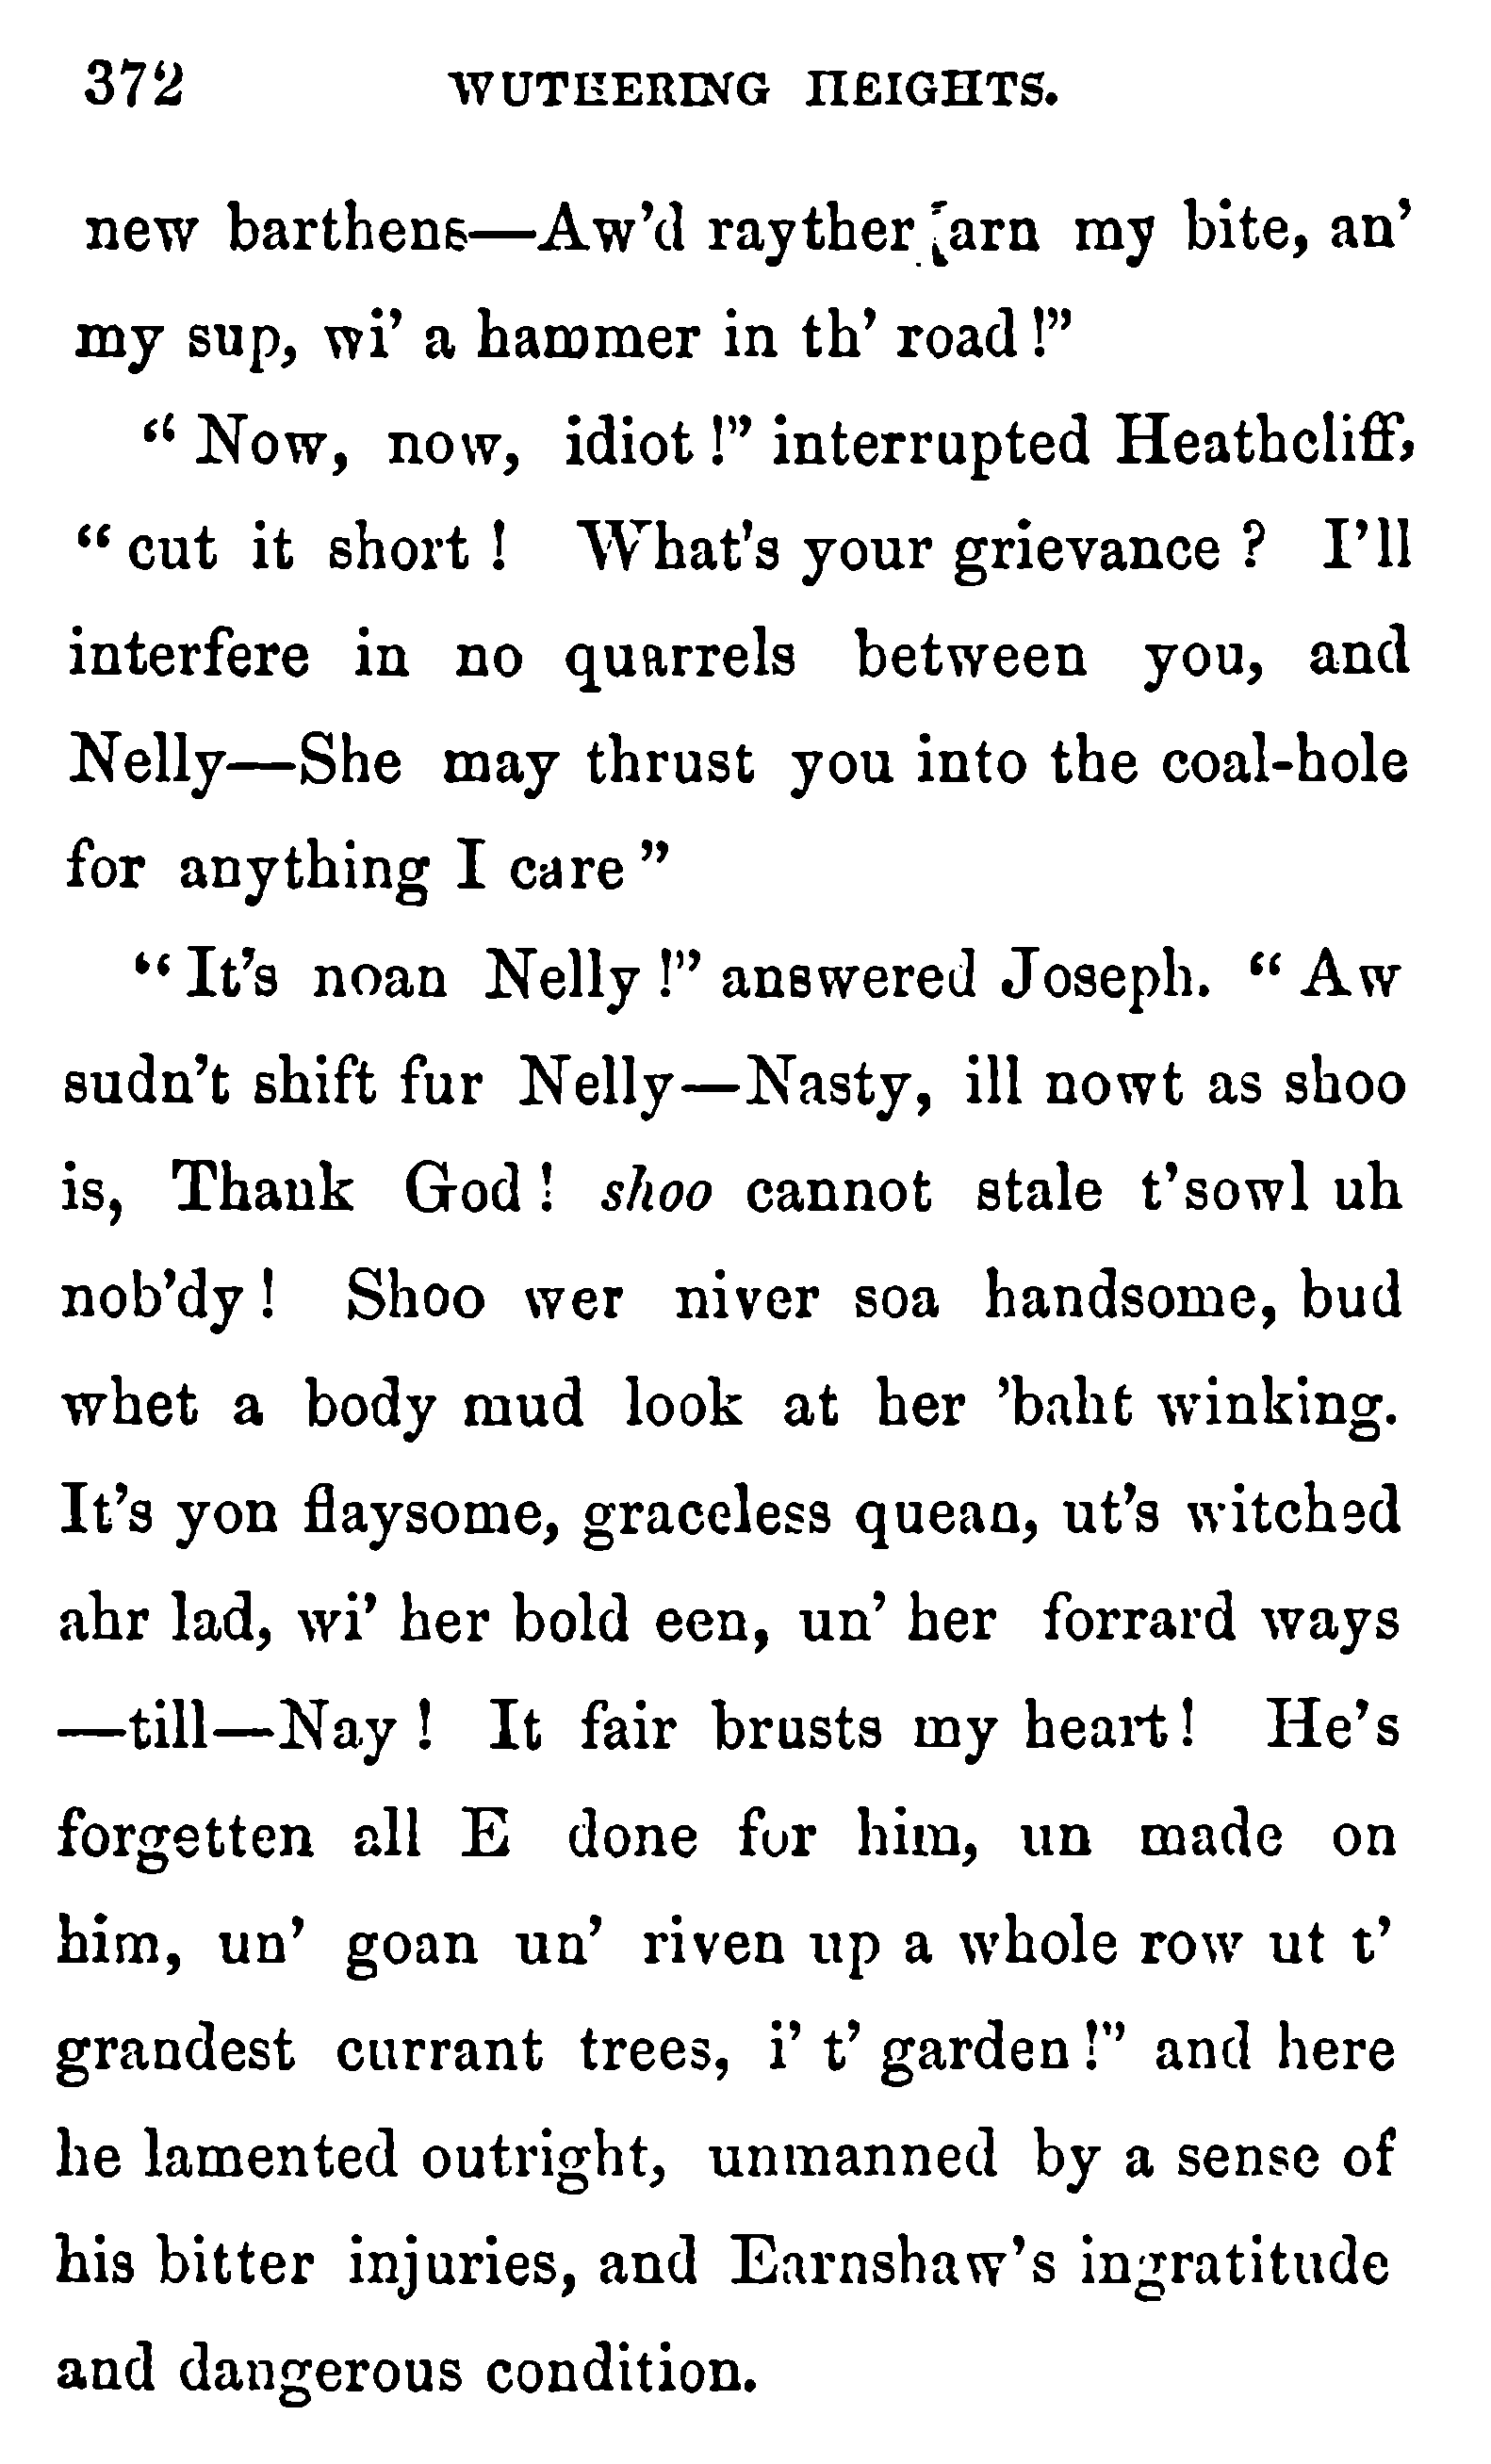 372 WUTHERING HEIGHTS.
new barthens—Aw'd rayther arn my bite, an'
my sup, wi' a hammer in th' road!"
"Now, now, idiot!" interrupted Heathcliff,
"cut it short! What's your grievance? I'll
interfere in no quarrels between you, and
Nelly—She may thrust you into the coal-hole
for anything I care"
"It's noan Nelly!" answered Joseph. "Aw
sudn't shift fur Nelly—Nasty, ill nowt as shoo
is, Thank God! shoo cannot stale t'sowl uh
nob'dy! Shoo wer niver soa handsome, bud
whet a body mud look at her 'baht winking.
It's yon flaysome, graceless quean, ut's witched
ahr lad, wi' her bold een, un' her forrard ways
—till—Nay! It fair brusts my heart! He's
forgetten all E done for him, un made on
him, un' goan un' riven up a whole row ut t'
grandest currant trees, i' t' garden!" and here
he lamented outright, unmanned by a sense of
his bitter injuries, and Earnshaw's ingratitude
and dangerous condition.